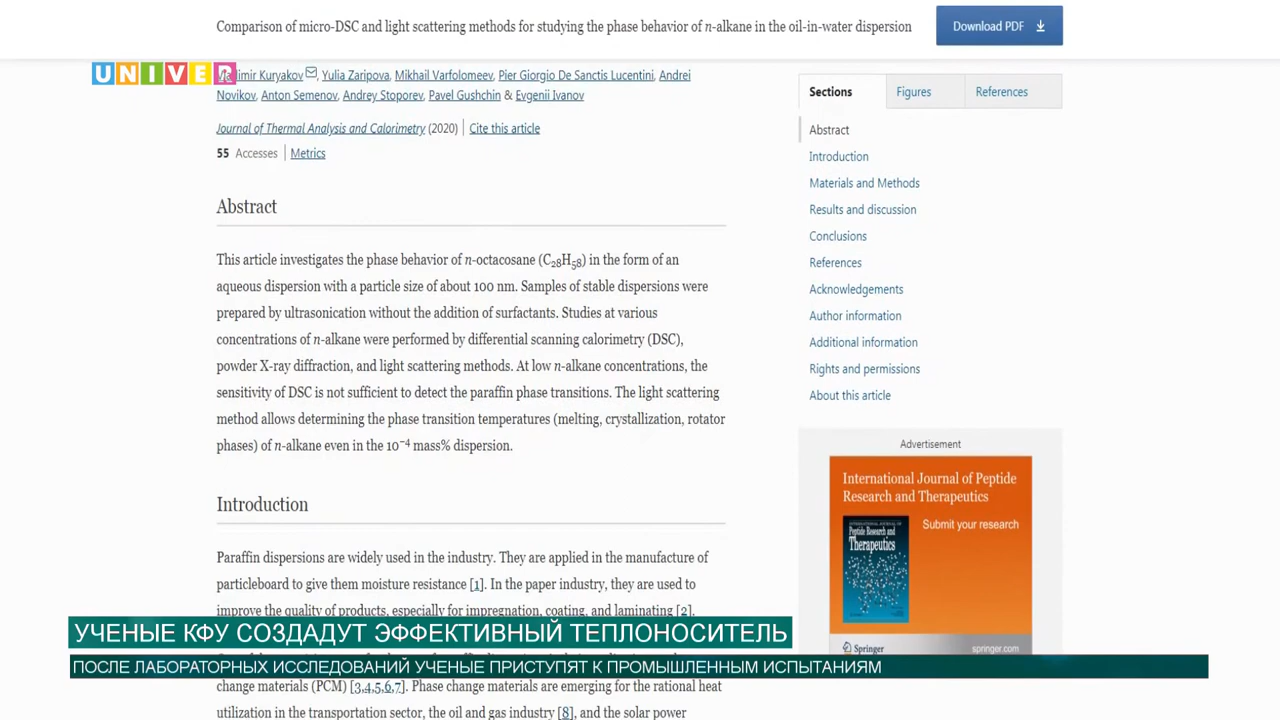 Comparison of micro-DSC and light scattering methods for studying the phase behavior of n-alkane in the oil-in-water dispersion
Download PDF
UNIVER
Kuryakov, Yulia Zaripova, Mikhail Varfolomeev, Pier Giorgio De Sanctis Lucentini, Andrei
Novikov, Anton Semenov, Andrey Stoporev, Pavel Gushchin & Evgenii Ivanov
Journal of Thermal Analysis and Calorimetry (2020) | Cite this article
55 Accesses | Metrics
Abstract
This article investigates the phase behavior of n-octacosane (C₂₈H₅₈) in the form of an
aqueous dispersion with a particle size of about 100 nm. Samples of stable dispersions were
prepared by ultrasonication without the addition of surfactants. Studies at various
concentrations of n-alkane were performed by differential scanning calorimetry (DSC),
powder X-ray diffraction, and light scattering methods. At low n-alkane concentrations, the
sensitivity of DSC is not sufficient to detect the paraffin phase transitions. The light scattering
method allows determining the phase transition temperatures (melting, crystallization, rotator
phases) of n-alkane even in the 10⁻⁴ mass% dispersion.
Introduction
Paraffin dispersions are widely used in the industry. They are applied in the manufacture of
particleboard to give them moisture resistance [1]. In the paper industry, they are used to
improve the quality of products, especially for impregnation, coating, and laminating [2].
change materials (PCM) [3,4,5,6,7]. Phase change materials are emerging for the rational heat
utilization in the transportation sector, the oil and gas industry [8], and the solar power
Sections
Figures
References
Abstract
Introduction
Materials and Methods
Results and discussion
Conclusions
References
Acknowledgements
Author information
Additional information
Rights and permissions
About this article
Advertisement
International Journal of Peptide
Research and Therapeutics
Submit your research
Peptide Research
and Therapeutics
Springer
springer.com
УЧЕНЫЕ КФУ СОЗДАДУТ ЭФФЕКТИВНЫЙ ТЕПЛОНОСИТЕЛЬ
ПОСЛЕ ЛАБОРАТОРНЫХ ИССЛЕДОВАНИЙ УЧЕНЫЕ ПРИСТУПЯТ К ПРОМЫШЛЕННЫМ ИСПЫТАНИЯМ